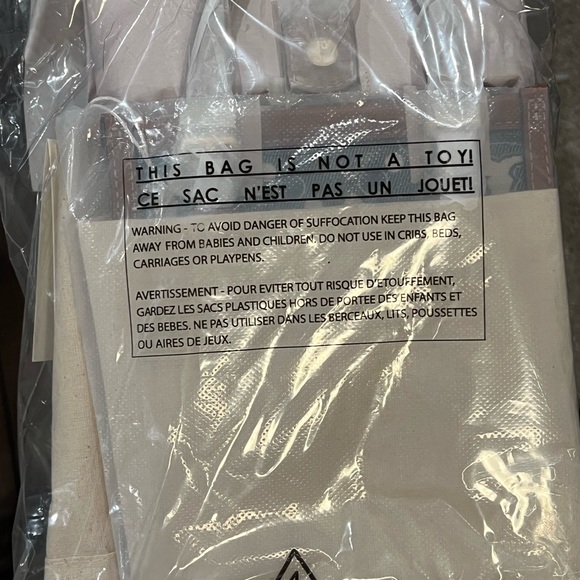 THIS BAG IS NOT A TOY!
CE SAC N'EST PAS UN JOUET!
WARNING - TO AVOID DANGER OF SUFFOCATION KEEP THIS BAG
AWAY FROM BABIES AND CHILDREN. DO NOT USE IN CRIBS, BEDS,
CARRIAGES OR PLAYPENS.
AVERTISSEMENT - POUR EVITER TOUT RISQUE D'ETOUFFEMENT,
GARDEZ LES SACS PLASTIQUES HORS DE PORTEE DES ENFANTS ET
DES BEBES. NE PAS UTILISER DANS LES BERCEAUX, LITS, POUSSETTES
OU AIRES DE JEUX.